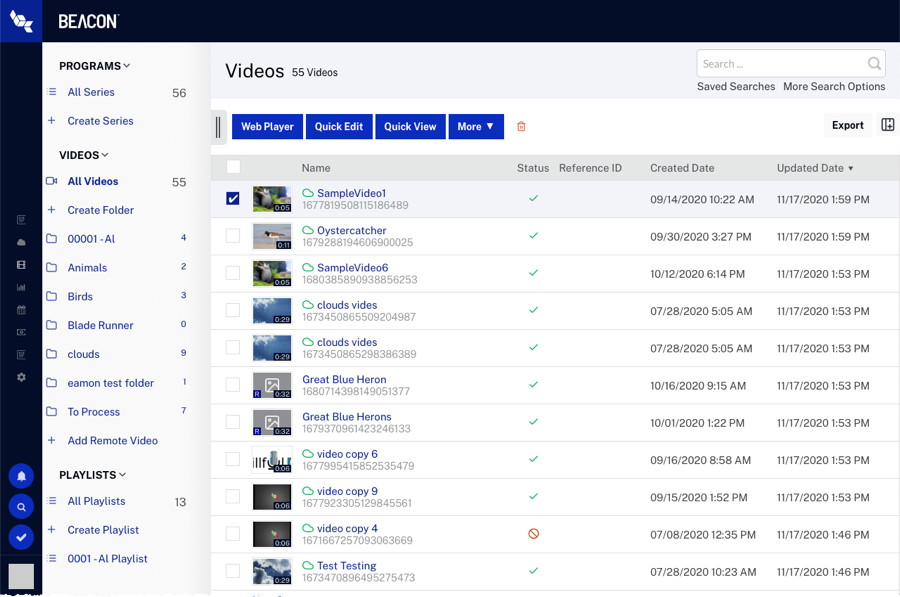 BEACON
PROGRAMS
All Series 56
Create Series
VIDEOS
All Videos 55
Create Folder
00001 - Al 4
Animals 2
Birds 3
Blade Runner 0
clouds 9
eamon test folder 1
To Process 7
Add Remote Video
PLAYLISTS
All Playlists 13
Create Playlist
0001 - Al Playlist
Videos 55 Videos
Search ...
Saved Searches More Search Options
Web Player Quick Edit Quick View More ▼ Export
Name Status Reference ID Created Date Updated Date ▼
0:05 SampleVideo1 09/14/2020 10:22 AM 11/17/2020 1:59 PM
1677819508115186489
0:11 Oystercatcher 09/30/2020 3:27 PM 11/17/2020 1:59 PM
1679288194606900025
0:05 SampleVideo6 10/12/2020 6:14 PM 11/17/2020 1:53 PM
1680385890938856253
0:29 clouds vides 07/28/2020 5:05 AM 11/17/2020 1:53 PM
1673450865509204987
0:29 clouds vides 07/28/2020 5:05 AM 11/17/2020 1:53 PM
1673450865298386389
R 0:32 Great Blue Heron 10/16/2020 9:15 AM 11/17/2020 1:53 PM
1680714398149051377
R 0:32 Great Blue Herons 10/01/2020 1:22 PM 11/17/2020 1:53 PM
1679370961423246133
0:06 video copy 6 09/16/2020 8:58 AM 11/17/2020 1:53 PM
1677995415852535479
0:06 video copy 9 09/15/2020 1:52 PM 11/17/2020 1:53 PM
1677923305129845561
0:06 video copy 4 07/08/2020 12:35 PM 11/17/2020 1:46 PM
1671667257093063669
0:29 Test Testing 07/28/2020 10:23 AM 11/17/2020 1:46 PM
1673470896495275473